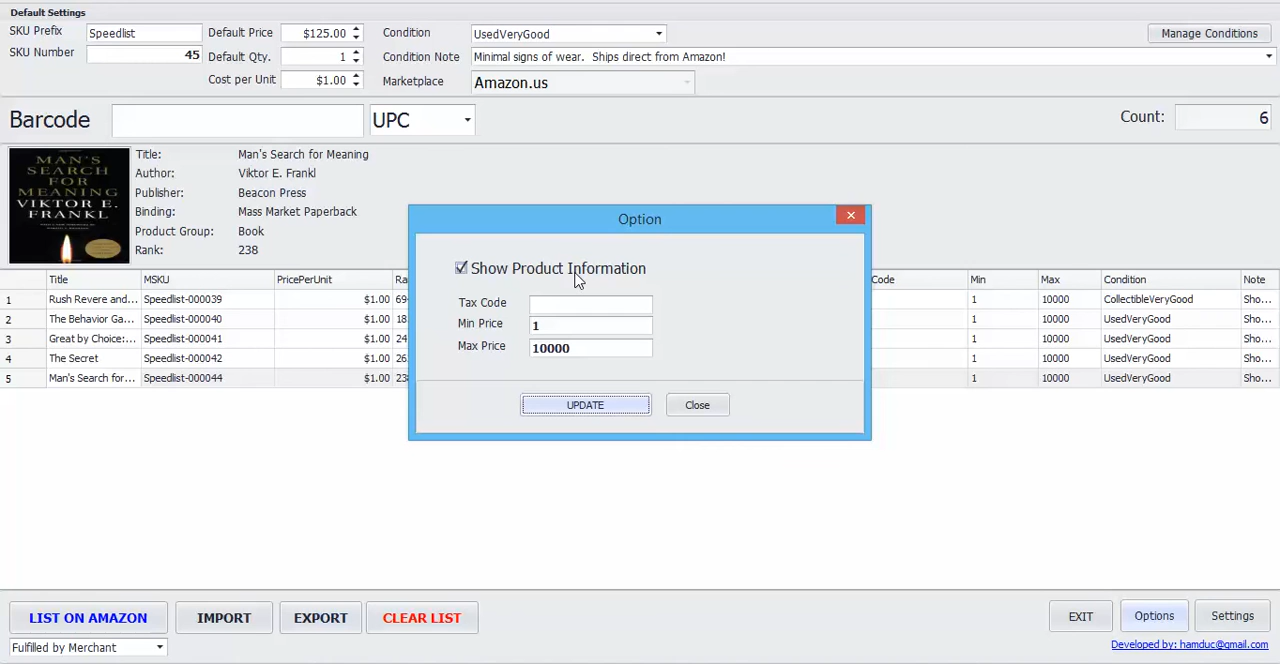 Default Settings
SKU Prefix Speedlist Default Price $125.00 Condition UsedVeryGood Manage Conditions
SKU Number 45 Default Qty. 1 Condition Note Minimal signs of wear. Ships direct from Amazon!
Cost per Unit $1.00 Marketplace Amazon.us
Barcode UPC Count: 6
MAN'S
SEARCH
FOR
MEANING
VIKTOR E.
FRANKL
Title: Man's Search for Meaning
Author: Viktor E. Frankl
Publisher: Beacon Press
Binding: Mass Market Paperback
Product Group: Book
Rank: 238
Option
Show Product Information
Tax Code
Min Price 1
Max Price 10000
UPDATE Close
Title MSKU PricePerUnit Ra Code Min Max Condition Note
1 Rush Revere and... Speedlist-000039 $1.00 69 1 10000 CollectibleVeryGood Sho...
2 The Behavior Ga... Speedlist-000040 $1.00 18 1 10000 UsedVeryGood Sho...
3 Great by Choice:... Speedlist-000041 $1.00 24 1 10000 UsedVeryGood Sho...
4 The Secret Speedlist-000042 $1.00 26 1 10000 UsedVeryGood Sho...
5 Man's Search for... Speedlist-000044 $1.00 238 1 10000 UsedVeryGood Sho...
LIST ON AMAZON IMPORT EXPORT CLEAR LIST EXIT Options Settings
Fulfilled by Merchant Developed by: hamduc@gmail.com